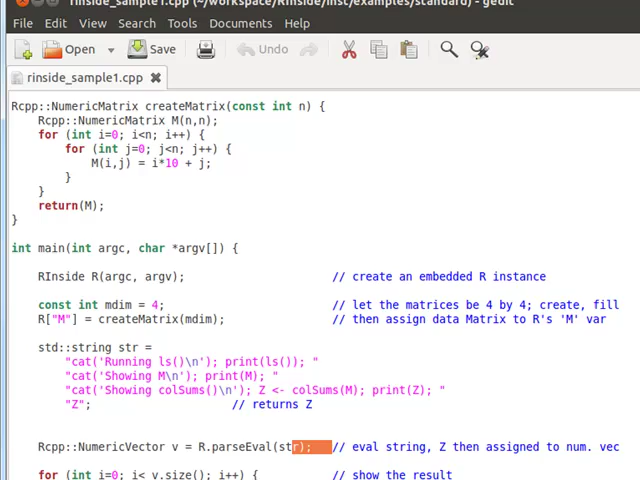 rinside_sample1.cpp (~/workspace/RInside/inst/examples/standard) - gedit
File Edit View Search Tools Documents Help
Open Save Undo
rinside_sample1.cpp
Rcpp::NumericMatrix createMatrix(const int n) {
Rcpp::NumericMatrix M(n,n);
for (int i=0; i<n; i++) {
for (int j=0; j<n; j++) {
M(i,j) = i*10 + j;
}
}
return(M);
}
int main(int argc, char *argv[]) {
RInside R(argc, argv); // create an embedded R instance
const int mdim = 4; // let the matrices be 4 by 4; create, fill
R["M"] = createMatrix(mdim); // then assign data Matrix to R's 'M' var
std::string str =
"cat('Running ls()\n'); print(ls()); "
"cat('Showing M\n'); print(M); "
"cat('Showing colSums()\n'); Z <- colSums(M); print(Z); "
"Z"; // returns Z
Rcpp::NumericVector v = R.parseEval(str); // eval string, Z then assigned to num. vec
for (int i=0; i< v.size(); i++) { // show the result